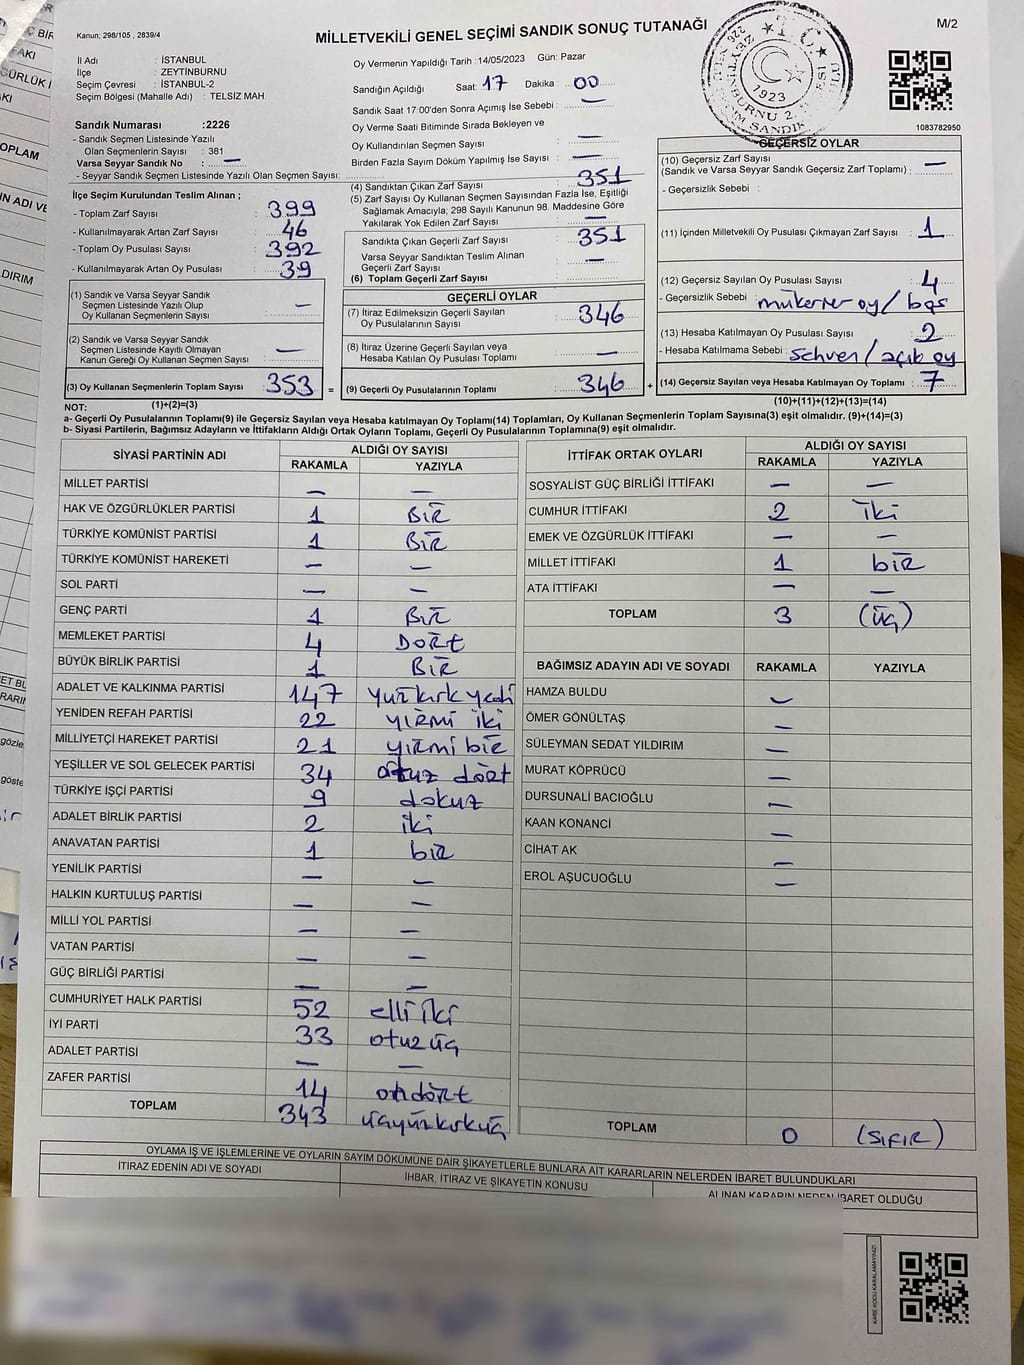 Kanun; 298/105 , 2839/4
MİLLETVEKİLİ GENEL SEÇİMİ SANDIK SONUÇ TUTANAĞI
M/2
İl Adı : İSTANBUL
İlçe : ZEYTİNBURNU
Seçim Çevresi : İSTANBUL-2
Seçim Bölgesi (Mahalle Adı) : TELSİZ MAH.
Oy Vermenin Yapıldığı Tarih : 14/05/2023 Gün: Pazar
Sandığın Açıldığı Saat: 17 Dakika : 00
Sandık Saat 17:00'den Sonra Açımış İse Sebebi : —
Oy Verme Saati Bitiminde Sırada Bekleyen ve
Oy Kullandırılan Seçmen Sayısı : —
Birden Fazla Sayım Döküm Yapılmış İse Sayısı : —
1923
1083782950
Sandık Numarası :2226
- Sandık Seçmen Listesinde Yazılı
Olan Seçmenlerin Sayısı : 381
Varsa Seyyar Sandık No : —
- Seyyar Sandık Seçmen Listesinde Yazılı Olan Seçmen Sayısı:
İlçe Seçim Kurulundan Teslim Alınan ;
- Toplam Zarf Sayısı : 399
- Kullanılmayarak Artan Zarf Sayısı : 46
- Toplam Oy Pusulası Sayısı : 392
- Kullanılmayarak Artan Oy Pusulası : 39
(1) Sandık ve Varsa Seyyar Sandık
Seçmen Listesinde Yazılı Olup
Oy Kullanan Seçmenlerin Sayısı : —
(2) Sandık ve Varsa Seyyar Sandık
Seçmen Listesinde Kayıtlı Olmayan
Kanun Gereği Oy Kullanan Seçmen Sayısı : —
(3) Oy Kullanan Seçmenlerin Toplam Sayısı : 353 =
(1)+(2)=(3)
(4) Sandıktan Çıkan Zarf Sayısı : 351
(5) Zarf Sayısı Oy Kullanan Seçmen Sayısından Fazla İse, Eşitliği
Sağlamak Amacıyla, 298 Sayılı Kanunun 98. Maddesine Göre
Yakılarak Yok Edilen Zarf Sayısı : —
Sandıkta Çıkan Geçerli Zarf Sayısı : 351
Varsa Seyyar Sandıktan Teslim Alınan
Geçerli Zarf Sayısı : —
(6) Toplam Geçerli Zarf Sayısı :
GEÇERLİ OYLAR
(7) İtiraz Edilmeksizin Geçerli Sayılan
Oy Pusulalarının Sayısı : 346
(8) İtiraz Üzerine Geçerli Sayılan veya
Hesaba Katılan Oy Pusulası Toplamı : —
(9) Geçerli Oy Pusulalarının Toplamı : 346 +
GEÇERSİZ OYLAR
(10) Geçersiz Zarf Sayısı
(Sandık ve Varsa Seyyar Sandık Geçersiz Zarf Toplamı) : —
- Geçersizlik Sebebi :
(11) İçinden Milletvekili Oy Pusulası Çıkmayan Zarf Sayısı : 1
(12) Geçersiz Sayılan Oy Pusulası Sayısı : 4
- Geçersizlik Sebebi : mükerrer oy / boş
(13) Hesaba Katılmayan Oy Pusulası Sayısı : 2
- Hesaba Katılmama Sebebi : sehven / açık oy
(14) Geçersiz Sayılan veya Hesaba Katılmayan Oy Toplamı : 7
(10)+(11)+(12)+(13)=(14)
NOT:
a- Geçerli Oy Pusulalarının Toplamı(9) ile Geçersiz Sayılan veya Hesaba katılmayan Oy Toplamı(14) Toplamları, Oy Kullanan Seçmenlerin Toplam Sayısına(3) eşit olmalıdır. (9)+(14)=(3)
b- Siyasi Partilerin, Bağımsız Adayların ve İttifakların Aldığı Ortak Oyların Toplamı, Geçerli Oy Pusulalarının Toplamına(9) eşit olmalıdır.
SİYASİ PARTİNİN ADI ALDIĞI OY SAYISI
RAKAMLA YAZIYLA
MİLLET PARTİSİ — —
HAK VE ÖZGÜRLÜKLER PARTİSİ 1 BİR
TÜRKİYE KOMÜNİST PARTİSİ 1 BİR
TÜRKİYE KOMÜNİST HAREKETİ — —
SOL PARTİ — —
GENÇ PARTİ 1 BİR
MEMLEKET PARTİSİ 4 DÖRT
BÜYÜK BİRLİK PARTİSİ 1 BİR
ADALET VE KALKINMA PARTİSİ 147 yüzkırk yedi
YENİDEN REFAH PARTİSİ 22 yirmi iki
MİLLİYETÇİ HAREKET PARTİSİ 21 yirmi bir
YEŞİLLER VE SOL GELECEK PARTİSİ 34 otuz dört
TÜRKİYE İŞÇİ PARTİSİ 9 dokuz
ADALET BİRLİK PARTİSİ 2 iki
ANAVATAN PARTİSİ 1 bir
YENİLİK PARTİSİ — —
HALKIN KURTULUŞ PARTİSİ — —
MİLLİ YOL PARTİSİ — —
VATAN PARTİSİ — —
GÜÇ BİRLİĞİ PARTİSİ — —
CUMHURİYET HALK PARTİSİ 52 elli iki
İYİ PARTİ 33 otuz üç
ADALET PARTİSİ — —
ZAFER PARTİSİ 14 ondört
TOPLAM 343 üçyüzkırküç
İTTİFAK ORTAK OYLARI ALDIĞI OY SAYISI
RAKAMLA YAZIYLA
SOSYALİST GÜÇ BİRLİĞİ İTTİFAKI — —
CUMHUR İTTİFAKI 2 iki
EMEK VE ÖZGÜRLÜK İTTİFAKI — —
MİLLET İTTİFAKI 1 bir
ATA İTTİFAKI — —
TOPLAM 3 (üç)
BAĞIMSIZ ADAYIN ADI VE SOYADI RAKAMLA YAZIYLA
HAMZA BULDU —
ÖMER GÖNÜLTAŞ —
SÜLEYMAN SEDAT YILDIRIM —
MURAT KÖPRÜCÜ —
DURSUNALİ BACIOĞLU —
KAAN KONANCİ —
CİHAT AK —
EROL AŞUCUOĞLU —
TOPLAM 0 (SIFIR)
OYLAMA İŞ VE İŞLEMLERİNE VE OYLARIN SAYIM DÖKÜMÜNE DAİR ŞİKAYETLERLE BUNLARA AİT KARARLARIN NELERDEN İBARET BULUNDUKLARI
İTİRAZ EDENİN ADI VE SOYADI
İHBAR, İTİRAZ VE ŞİKAYETİN KONUSU
ALINAN KARARIN NEDEN İBARET OLDUĞU
KARE KODU KARALAMAYINIZ!